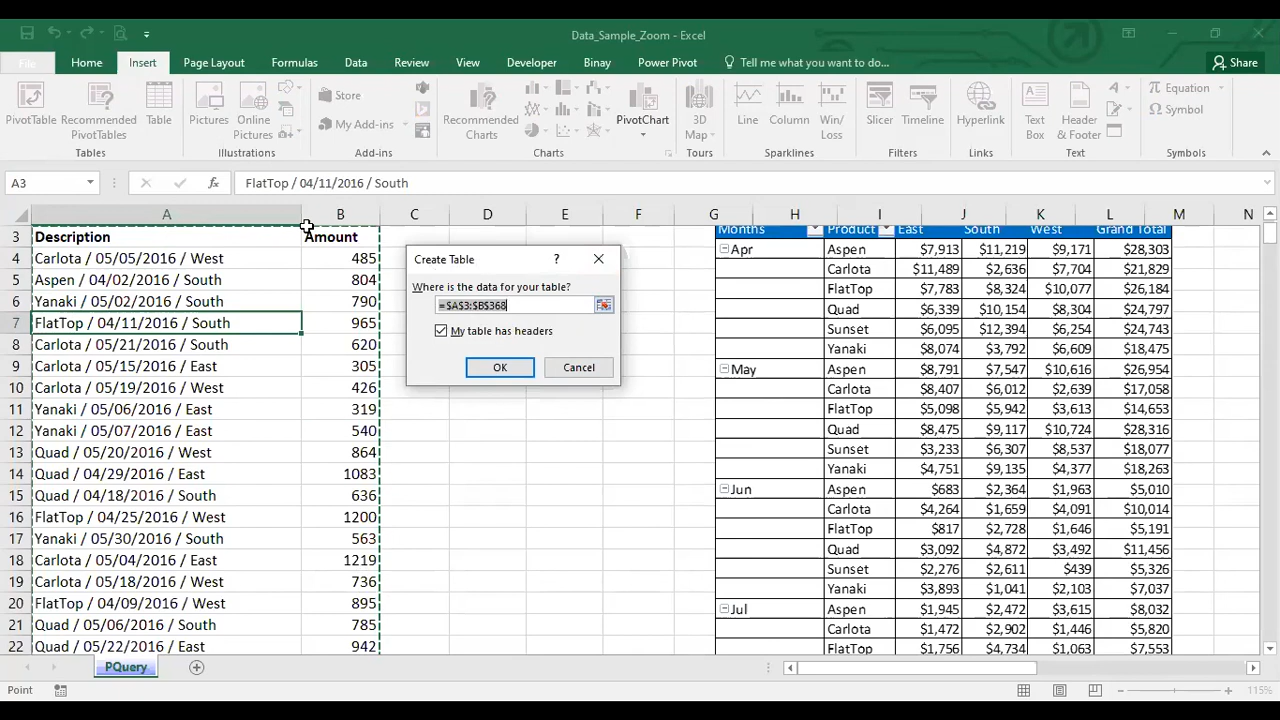 Data_Sample_Zoom - Excel
File Home Insert Page Layout Formulas Data Review View Developer Binay Power Pivot Tell me what you want to do... Share
PivotTable Recommended PivotTables Table Pictures Online Pictures Store My Add-ins Recommended Charts PivotChart 3D Map Line Column Win/Loss Slicer Timeline Hyperlink Text Box Header & Footer Equation Symbol
Tables Illustrations Add-ins Charts Tours Sparklines Filters Links Text Symbols
A3 fx FlatTop / 04/11/2016 / South
A B C D E F G H I J K L M N
3 Description Amount
4 Carlota / 05/05/2016 / West 485
5 Aspen / 04/02/2016 / South 804
6 Yanaki / 05/02/2016 / South 790
7 FlatTop / 04/11/2016 / South 965
8 Carlota / 05/21/2016 / South 620
9 Carlota / 05/15/2016 / East 305
10 Carlota / 05/19/2016 / West 426
11 Yanaki / 05/06/2016 / East 319
12 Yanaki / 05/07/2016 / East 540
13 Quad / 05/20/2016 / West 864
14 Quad / 04/29/2016 / East 1083
15 Quad / 04/18/2016 / South 636
16 FlatTop / 04/25/2016 / West 1200
17 Yanaki / 05/30/2016 / South 563
18 Carlota / 05/04/2016 / East 1219
19 Carlota / 05/18/2016 / West 736
20 FlatTop / 04/09/2016 / West 895
21 Quad / 05/06/2016 / South 785
22 Quad / 05/22/2016 / East 942
Create Table ?
Where is the data for your table?
=$A$3:$B$368
My table has headers
OK Cancel
Months Product East South West Grand Total
Apr Aspen $7,913 $11,219 $9,171 $28,303
Carlota $11,489 $2,636 $7,704 $21,829
FlatTop $7,783 $8,324 $10,077 $26,184
Quad $6,339 $10,154 $8,304 $24,797
Sunset $6,095 $12,394 $6,254 $24,743
Yanaki $8,074 $3,792 $6,609 $18,475
May Aspen $8,791 $7,547 $10,616 $26,954
Carlota $8,407 $6,012 $2,639 $17,058
FlatTop $5,098 $5,942 $3,613 $14,653
Quad $8,475 $9,117 $10,724 $28,316
Sunset $3,233 $6,307 $8,537 $18,077
Yanaki $4,751 $9,135 $4,377 $18,263
Jun Aspen $683 $2,364 $1,963 $5,010
Carlota $4,264 $1,659 $4,091 $10,014
FlatTop $817 $2,728 $1,646 $5,191
Quad $3,092 $4,872 $3,492 $11,456
Sunset $2,276 $2,611 $439 $5,326
Yanaki $3,893 $1,041 $2,103 $7,037
Jul Aspen $1,945 $2,472 $3,615 $8,032
Carlota $1,472 $2,902 $1,446 $5,820
FlatTop $1,756 $4,734 $1,063 $7,553
PQuery
Point 115%